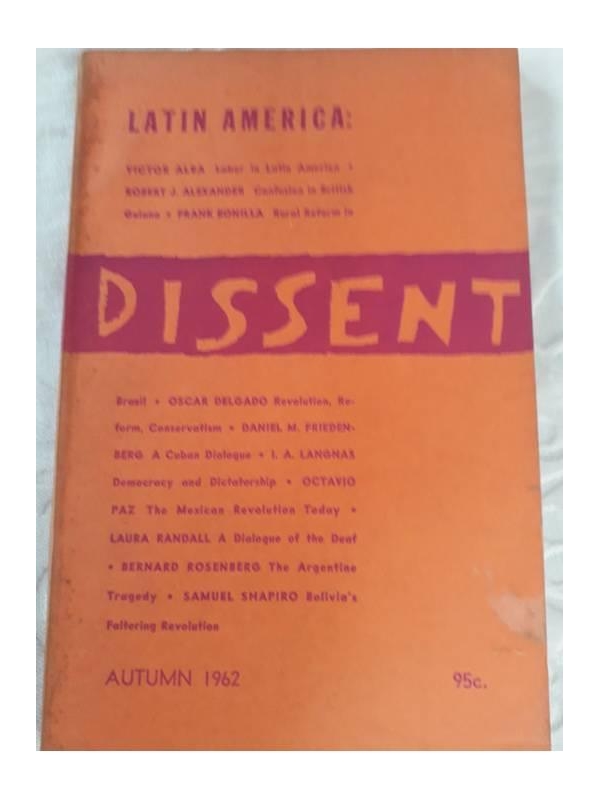 LATIN AMERICA:
VICTOR ALBA Labor in Latin America •
ROBERT J. ALEXANDER Confusion in British
Guiana • FRANK BONILLA Rural Reform in
DISSENT
Brazil • OSCAR DELGADO Revolution, Re-
form, Conservatism • DANIEL M. FRIEDEN-
BERG A Cuban Dialogue • I. A. LANGNAS
Democracy and Dictatorship • OCTAVIO
PAZ The Mexican Revolution Today •
LAURA RANDALL A Dialogue of the Deaf
• BERNARD ROSENBERG The Argentine
Tragedy • SAMUEL SHAPIRO Bolivia's
Faltering Revolution
AUTUMN 1962 95c.